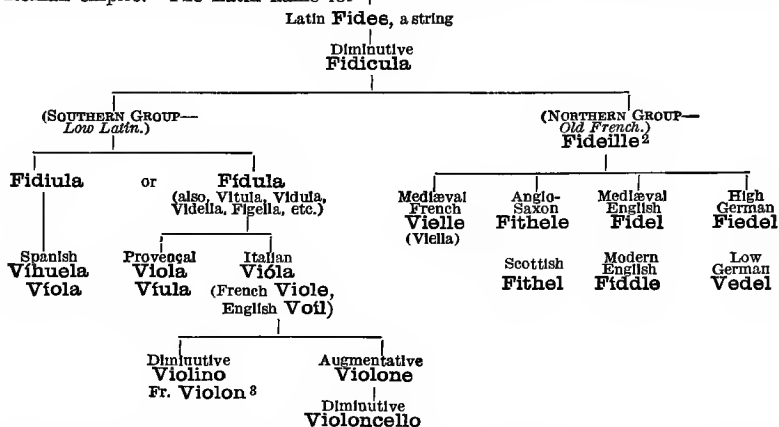 empire. The Latin name for
Latin Fidee, a string
Diminutive
Fidicula
(SOUTHERN GROUP—
Low Latin.)
(NORTHERN GROUP—
Old French.)
Fideille²
Fidiula or Fídula
(also, Vitula, Vidula,
Videlia, Figella, etc.)
Mediæval
French
Vielle
(Viella)
Anglo-
Saxon
Fithele
Mediæval
English
Fidel
High
German
Fiedel
Spanish
Vihuela
Viola
Provençal
Viola
Viula
Italian
Vióla
(French Viole,
English Voíl)
Scottish
Fithel
Modern
English
Fiddle
Low
German
Vedel
Diminutive
Violino
Fr. Violon³
Augmentative
Violone
Diminutive
Violoncello